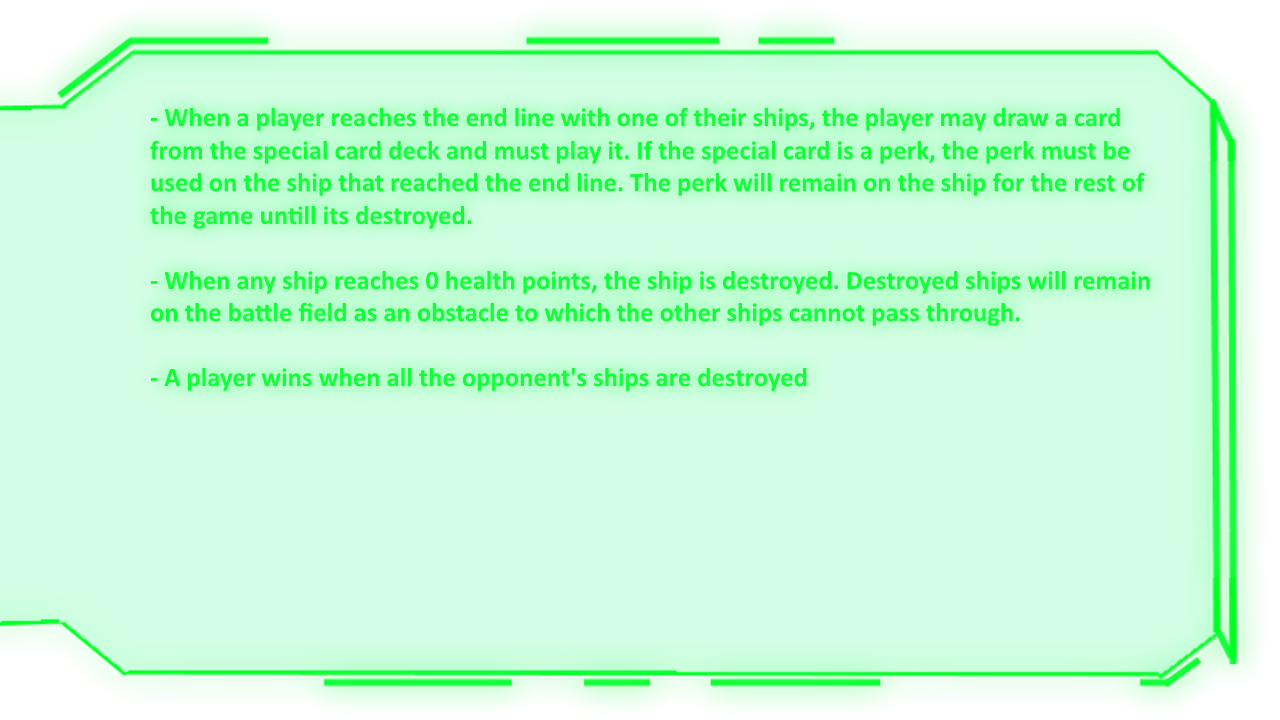 - When a player reaches the end line with one of their ships, the player may draw a card
from the special card deck and must play it. If the special card is a perk, the perk must be
used on the ship that reached the end line. The perk will remain on the ship for the rest of
the game untill its destroyed.
- When any ship reaches 0 health points, the ship is destroyed. Destroyed ships will remain
on the battle field as an obstacle to which the other ships cannot pass through.
- A player wins when all the opponent's ships are destroyed